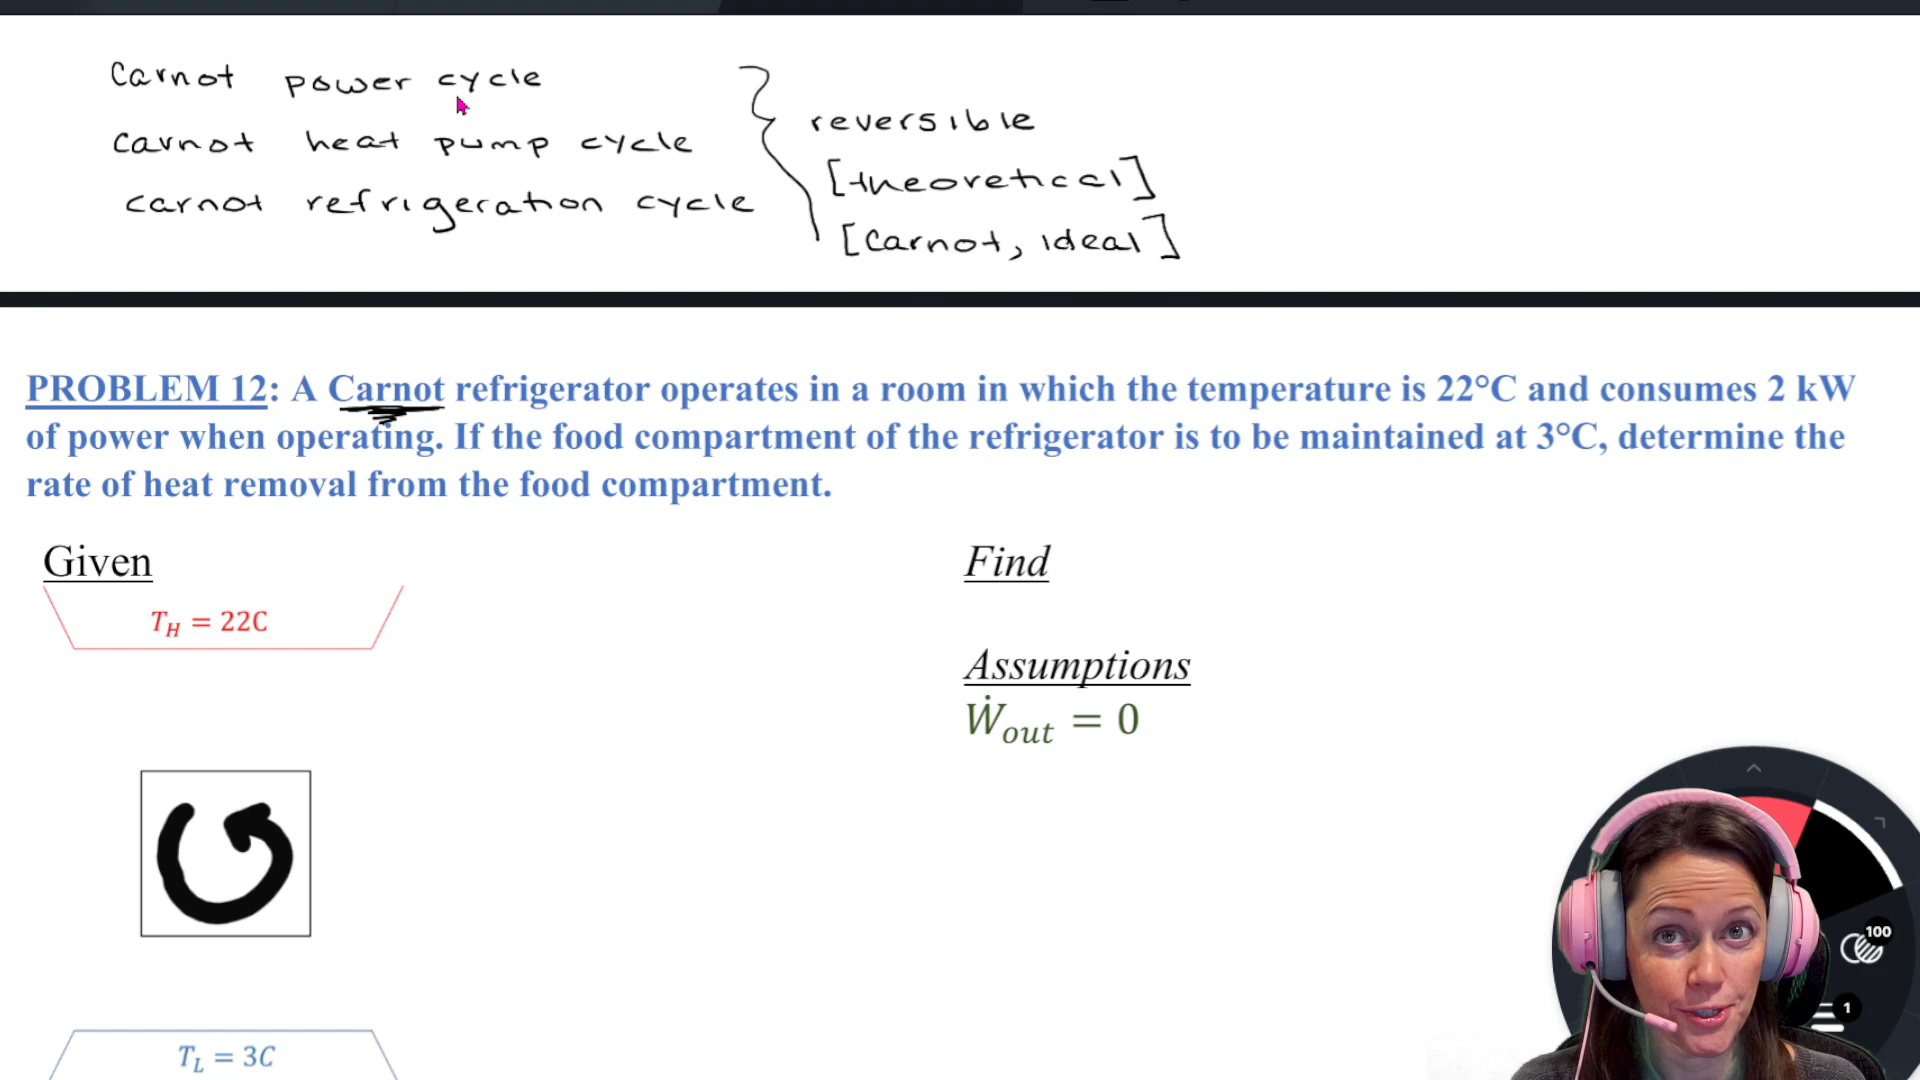 Carnot power cycle
carnot heat pump cycle
carnot refrigeration cycle
reversible
[theoretical]
[Carnot, ideal]
PROBLEM 12: A Carnot refrigerator operates in a room in which the temperature is 22°C and consumes 2 kW
of power when operating. If the food compartment of the refrigerator is to be maintained at 3°C, determine the
rate of heat removal from the food compartment.
Given
T_H = 22C
T_L = 3C
Find
Assumptions
Ẇ_out = 0
100
1